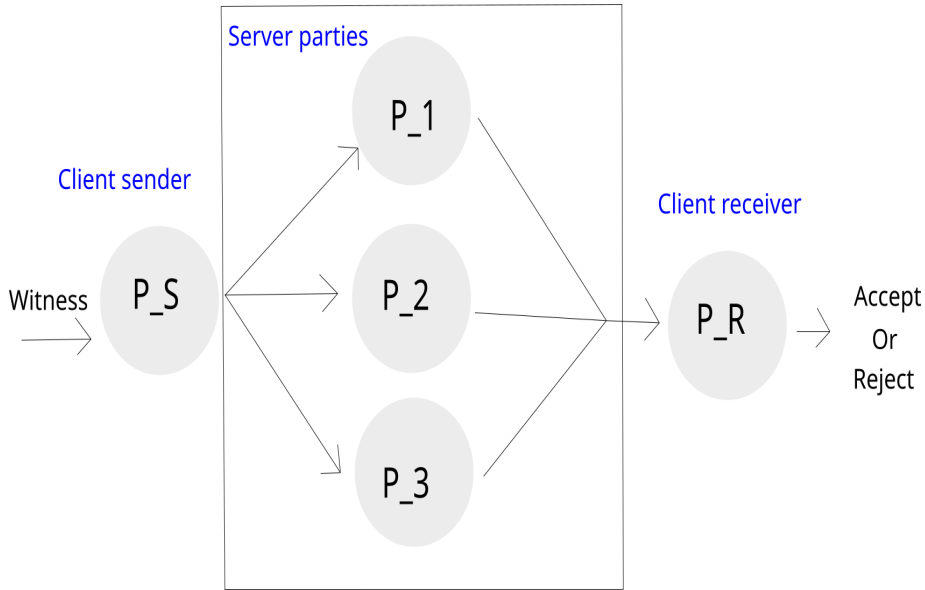 Server parties
P_1
Client sender
Client receiver
P_S
P_2
P_R
Witness
Accept
Or
Reject
P_3